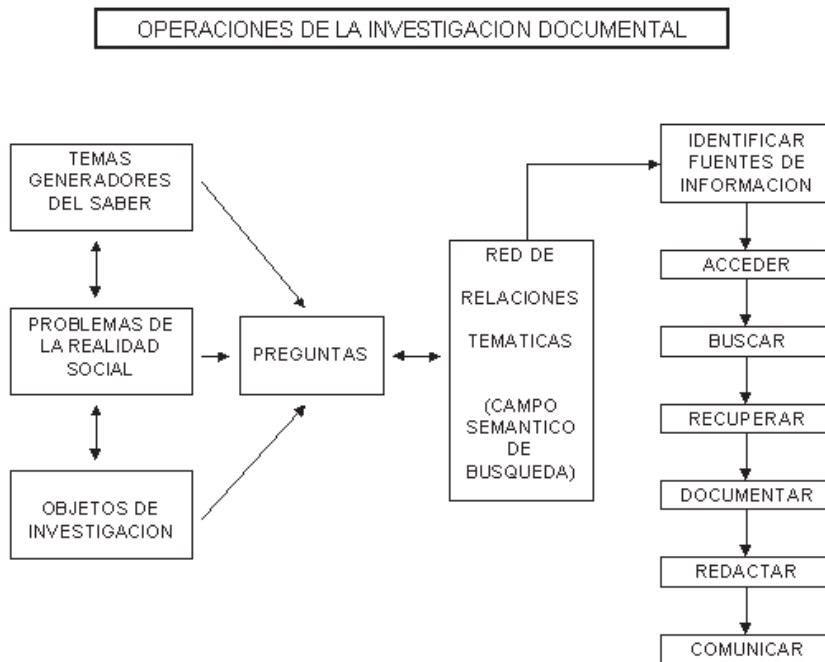 OPERACIONES DE LA INVESTIGACION DOCUMENTAL
TEMAS
GENERADORES
DEL SABER
PROBLEMAS DE
LA REALIDAD
SOCIAL
OBJETOS DE
INVESTIGACION
PREGUNTAS
RED DE
RELACIONES
TEMATICAS
(CAMPO
SEMANTICO
DE
BUSQUEDA)
IDENTIFICAR
FUENTES DE
INFORMACION
ACCEDER
BUSCAR
RECUPERAR
DOCUMENTAR
REDACTAR
COMUNICAR